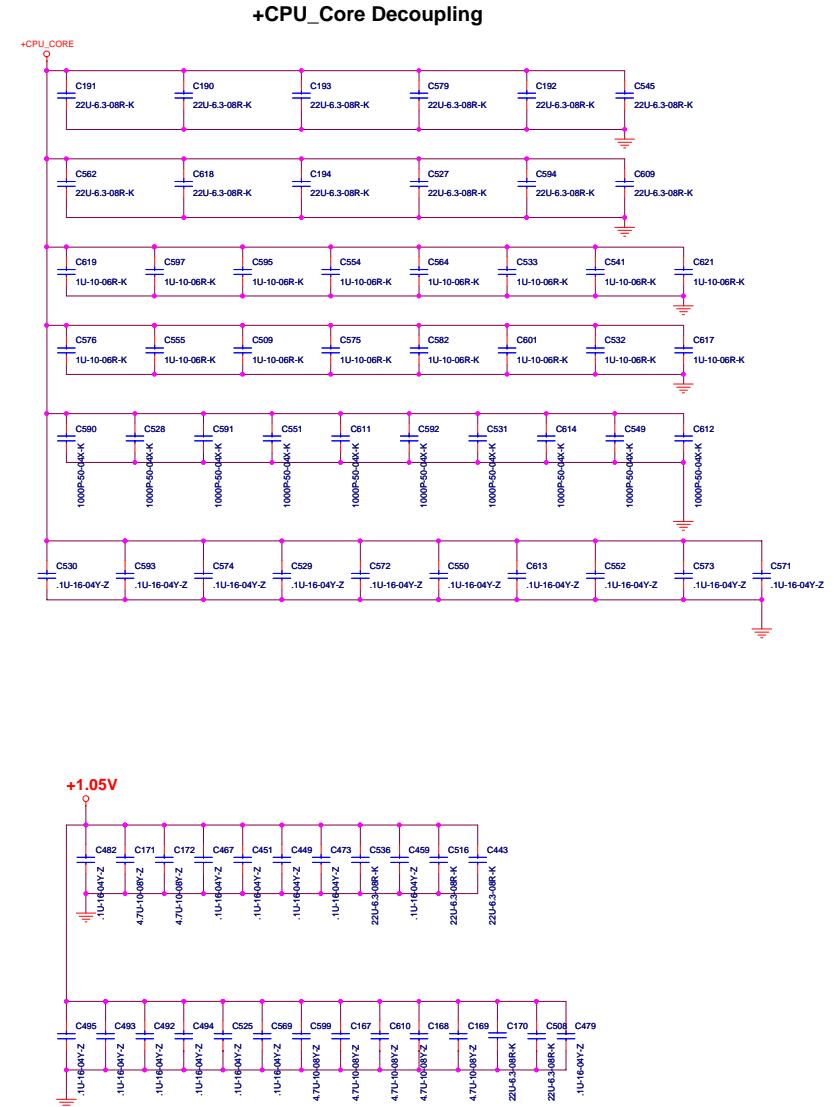 +CPU_Core Decoupling
+CPU_CORE
C191 C190 C193 C579 C192 C545
22U-6.3-08R-K 22U-6.3-08R-K 22U-6.3-08R-K 22U-6.3-08R-K 22U-6.3-08R-K 22U-6.3-08R-K
C562 C618 C194 C527 C594 C609
22U-6.3-08R-K 22U-6.3-08R-K 22U-6.3-08R-K 22U-6.3-08R-K 22U-6.3-08R-K 22U-6.3-08R-K
C619 C597 C595 C554 C564 C533 C541 C621
1U-10-06R-K 1U-10-06R-K 1U-10-06R-K 1U-10-06R-K 1U-10-06R-K 1U-10-06R-K 1U-10-06R-K 1U-10-06R-K
C576 C555 C509 C575 C582 C601 C532 C617
1U-10-06R-K 1U-10-06R-K 1U-10-06R-K 1U-10-06R-K 1U-10-06R-K 1U-10-06R-K 1U-10-06R-K 1U-10-06R-K
C590 C528 C591 C551 C611 C592 C531 C614 C549 C612
1000P-50-04X-K 1000P-50-04X-K 1000P-50-04X-K 1000P-50-04X-K 1000P-50-04X-K 1000P-50-04X-K 1000P-50-04X-K 1000P-50-04X-K 1000P-50-04X-K 1000P-50-04X-K
C530 C593 C574 C529 C572 C550 C613 C552 C573 C571
.1U-16-04Y-Z .1U-16-04Y-Z .1U-16-04Y-Z .1U-16-04Y-Z .1U-16-04Y-Z .1U-16-04Y-Z .1U-16-04Y-Z .1U-16-04Y-Z .1U-16-04Y-Z .1U-16-04Y-Z
+1.05V
C482 C171 C172 C467 C451 C449 C473 C536 C459 C516 C443
.1U-16-04Y-Z 4.7U-10-08Y-Z 4.7U-10-08Y-Z .1U-16-04Y-Z .1U-16-04Y-Z .1U-16-04Y-Z .1U-16-04Y-Z 22U-6.3-08R-K .1U-16-04Y-Z 22U-6.3-08R-K 22U-6.3-08R-K
C495 C493 C492 C494 C525 C569 C599 C167 C610 C168 C169 C170 C508 C479
.1U-16-04Y-Z .1U-16-04Y-Z .1U-16-04Y-Z .1U-16-04Y-Z .1U-16-04Y-Z .1U-16-04Y-Z 4.7U-10-08Y-Z 4.7U-10-08Y-Z 4.7U-10-08Y-Z 4.7U-10-08Y-Z 4.7U-10-08Y-Z 22U-6.3-08R-K 22U-6.3-08R-K .1U-16-04Y-Z